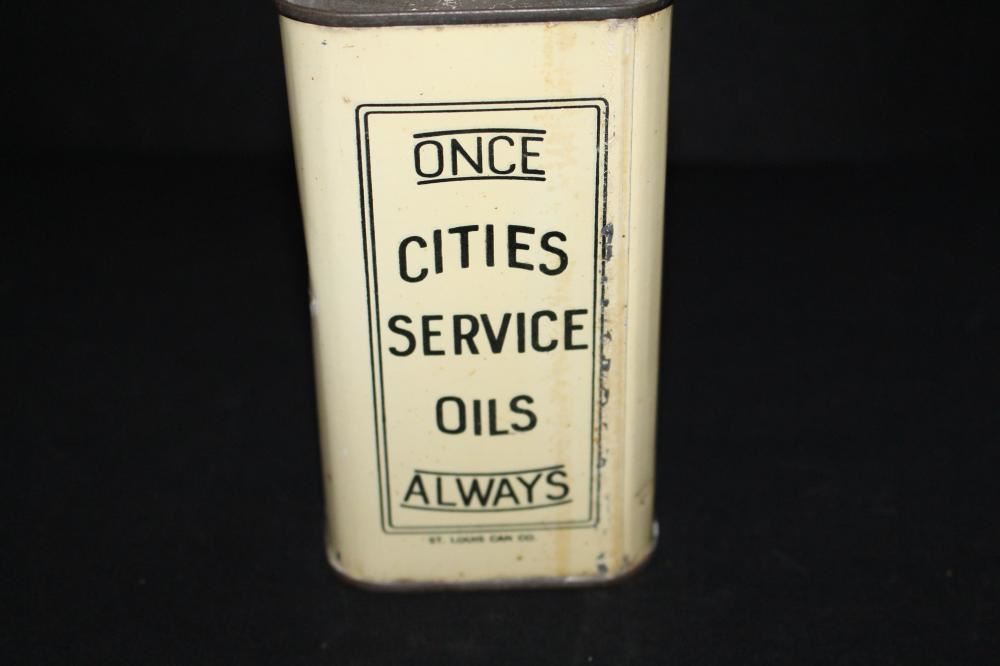 ONCE
CITIES
SERVICE
OILS
ALWAYS
ST. LOUIS CAN CO.